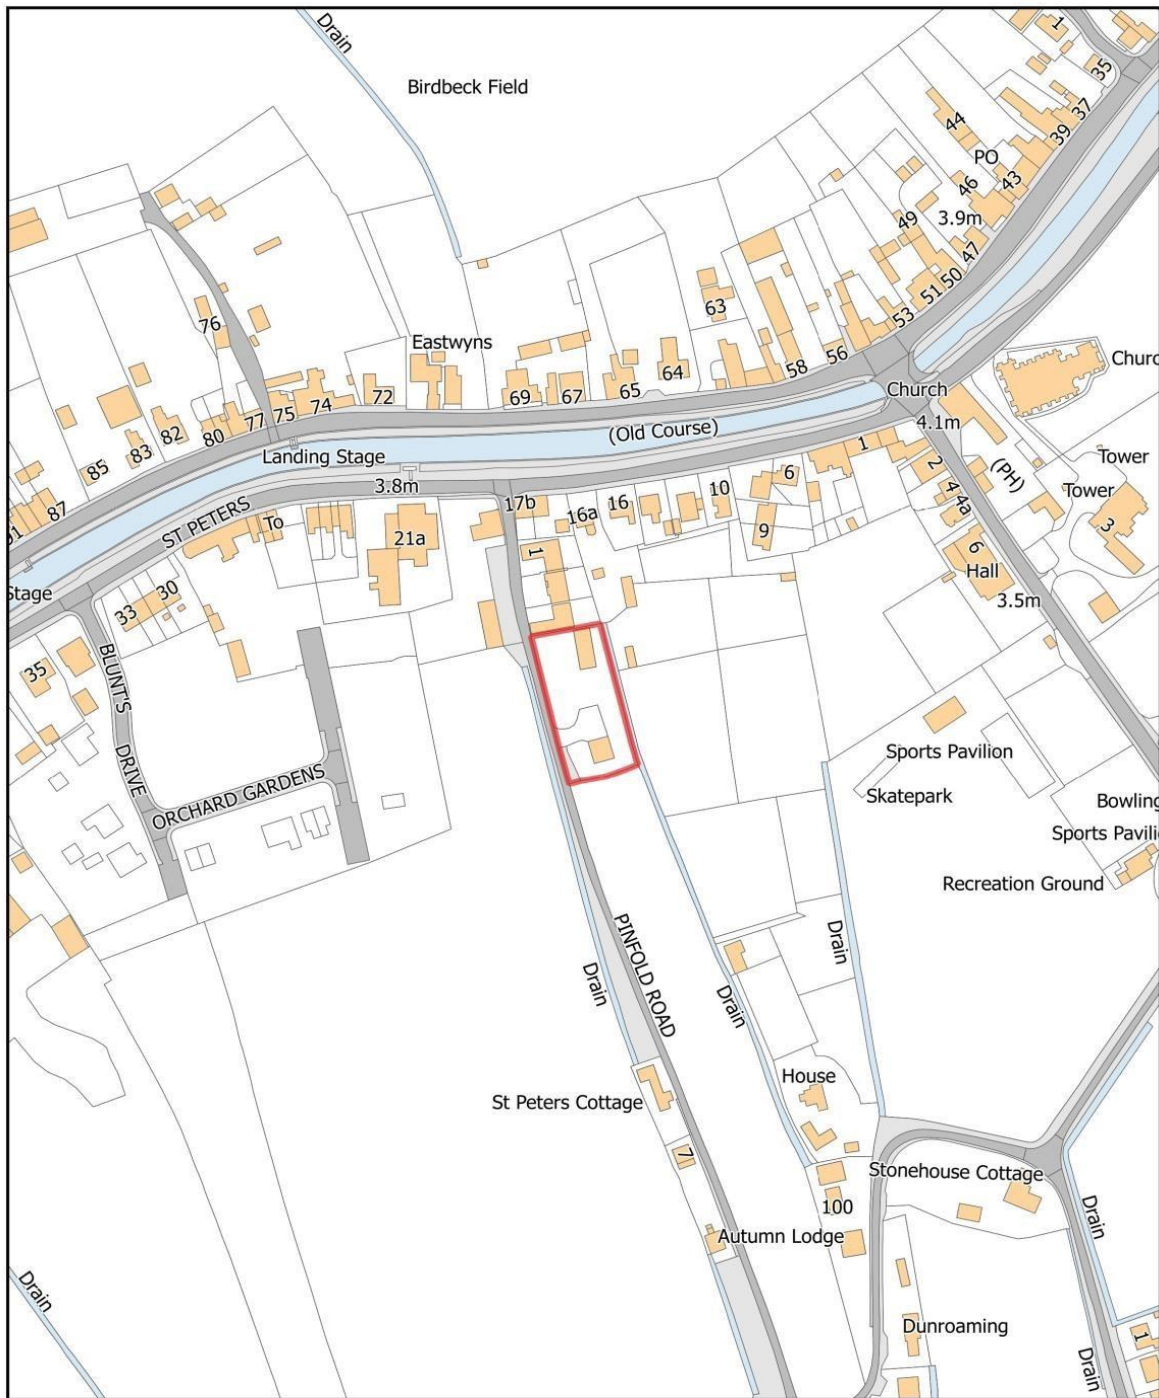 Drain
1
35
Birdbeck Field
37
44
39
PO
46
43
3.9m
49
47
50
51
63
53
76
Eastwyns
56
58
64
72
69
67
65
Church
Church
74
75
77
4.1m
(Old Course)
80
82
1
83
Landing Stage
2
Tower
85
(PH)
6
3.8m
4-4a
10
Tower
17b
16
87
ST PETERS
16a
To
3
91
9
21a
6
1
Hall
Stage
30
3.5m
33
BLUNT'S DRIVE
35
Sports Pavilion
ORCHARD GARDENS
Skatepark
Bowling
Sports Pavili
Recreation Ground
PINFOLD ROAD
Drain
Drain
Drain
House
St Peters Cottage
7
Stonehouse Cottage
100
Drain
Autumn Lodge
Drain
Dunroaming
1
Drain